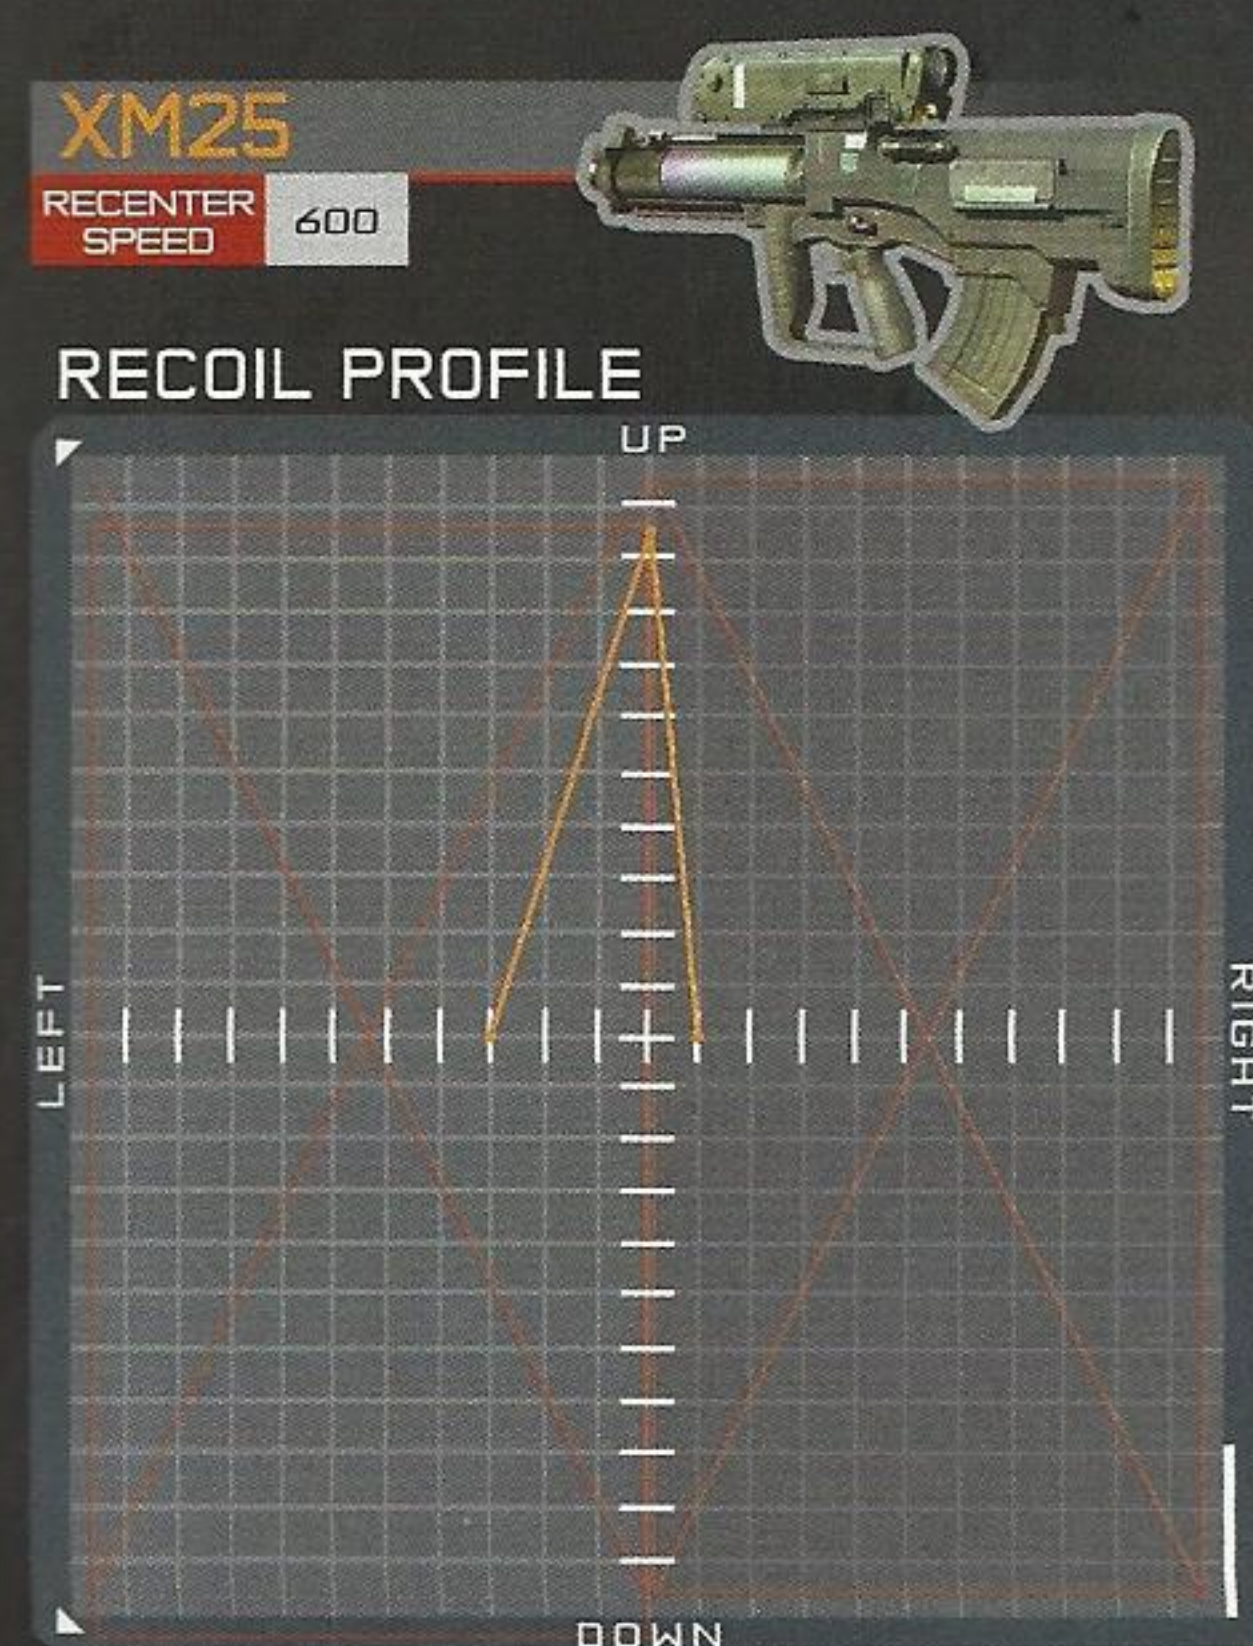 XM25
RECENTER
SPEED
600
RECOIL PROFILE
UP
LEFT
RIGHT
DOWN